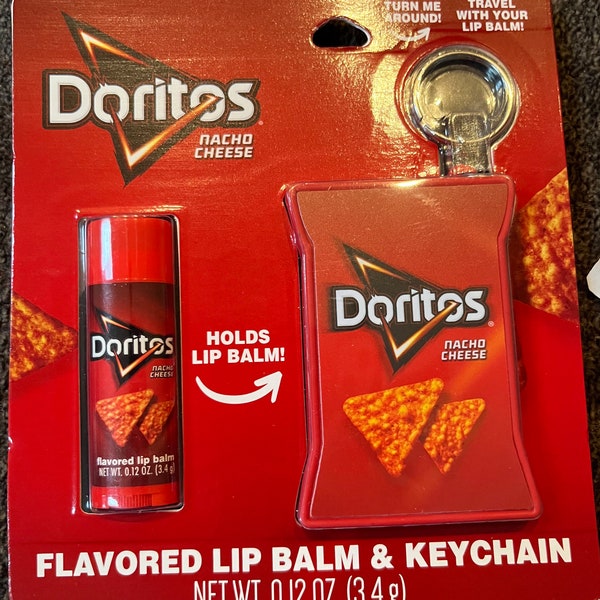 TURN ME
AROUND!
TRAVEL
WITH YOUR
LIP BALM!
Doritos
NACHO
CHEESE
Doritos
NACHO
CHEESE
flavored lip balm
NET WT. 0.12 OZ. (3.4 g)
HOLDS
LIP BALM!
Doritos
NACHO
CHEESE
FLAVORED LIP BALM & KEYCHAIN
NET WT. 0.12 OZ. (3.4 g)